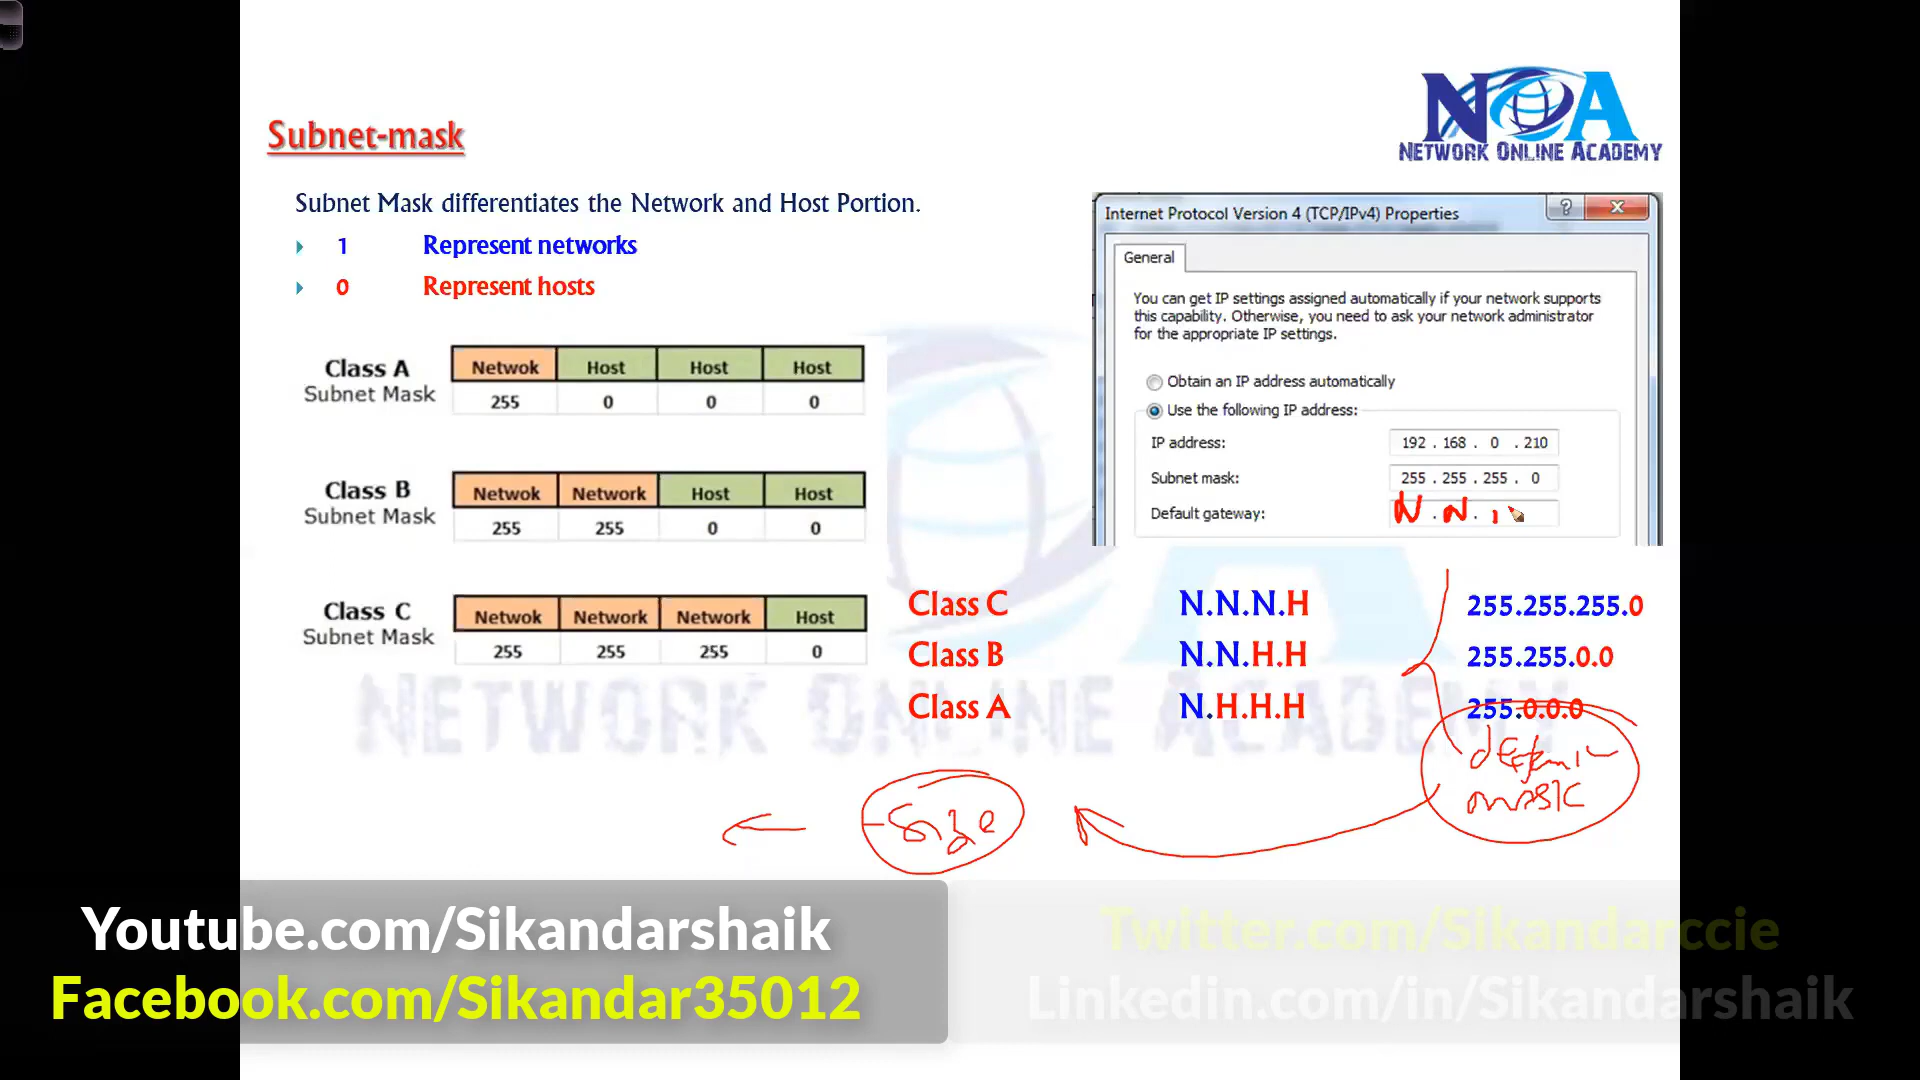 NOA
NETWORK ONLINE ACADEMY
Subnet-mask
Subnet Mask differentiates the Network and Host Portion.
1 Represent networks
0 Represent hosts
Class A
Subnet Mask
Netwok Host Host Host
255 0 0 0
Class B
Subnet Mask
Netwok Network Host Host
255 255 0 0
Class C
Subnet Mask
Netwok Network Network Host
255 255 255 0
Internet Protocol Version 4 (TCP/IPv4) Properties
General
You can get IP settings assigned automatically if your network supports
this capability. Otherwise, you need to ask your network administrator
for the appropriate IP settings.
Obtain an IP address automatically
Use the following IP address:
IP address: 192 . 168 . 0 . 210
Subnet mask: 255 . 255 . 255 . 0
Default gateway: . . .
N N
Class C N.N.N.H 255.255.255.0
Class B N.N.H.H 255.255.0.0
Class A N.H.H.H 255.0.0.0
mask
Size
NETWORK ONLINE ACADEMY
Youtube.com/Sikandarshaik
Facebook.com/Sikandar35012
Twitter.com/Sikandarccie
Linkedin.com/in/Sikandarshaik